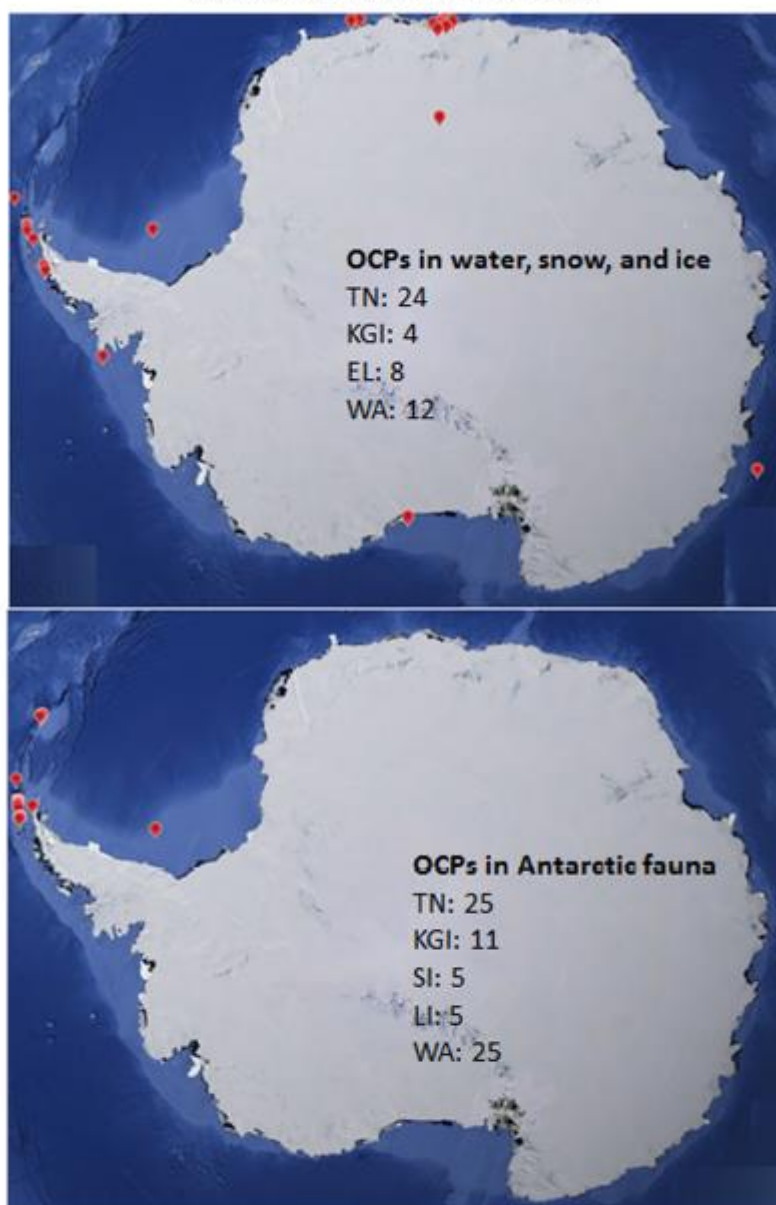 OCPs in water, snow, and ice
TN: 24
KGI: 4
EL: 8
WA: 12
OCPs in Antarctic fauna
TN: 25
KGI: 11
SI: 5
LI: 5
WA: 25